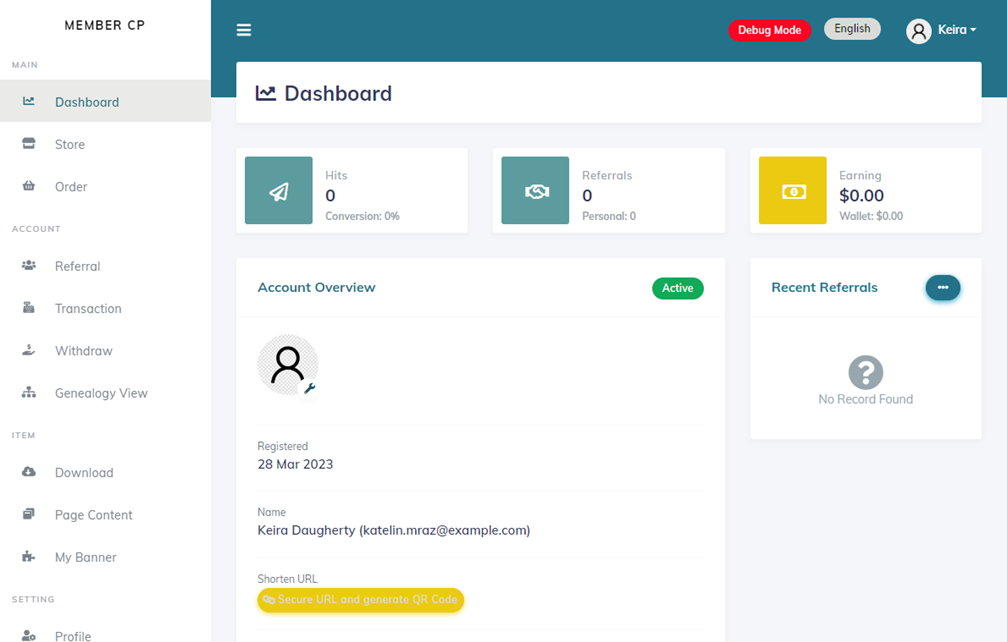 MEMBER CP
MAIN
Dashboard
Store
Order
ACCOUNT
Referral
Transaction
Withdraw
Genealogy View
ITEM
Download
Page Content
My Banner
SETTING
Profile
Debug Mode
English
Keira
Dashboard
Hits
0
Conversion: 0%
Referrals
0
Personal: 0
Earning
$0.00
Wallet: $0.00
Account Overview
Active
Registered
28 Mar 2023
Name
Keira Daugherty (katelin.mraz@example.com)
Shorten URL
Secure URL and generate QR Code
Recent Referrals
No Record Found